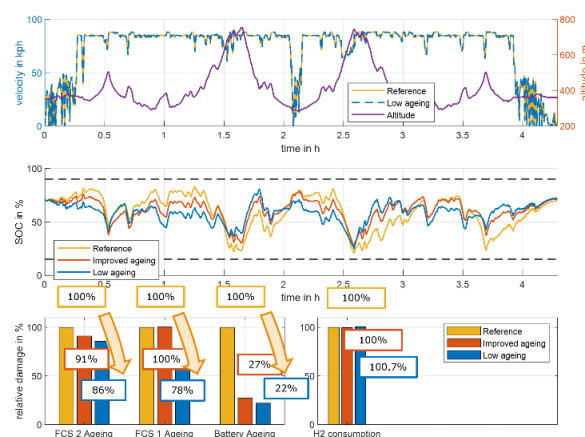 100
800
50
600
400
0
200
0
0.5
1
1.5
2
2.5
3
3.5
4
velocity in kph
altitude in m
time in h
Reference
Low ageing
Altitude
100
50
0
0
0.5
1
1.5
2
2.5
3
3.5
4
SOC in %
time in h
Reference
Improved ageing
Low ageing
100%
100%
100%
100%
100
50
0
relative damage in %
91%
86%
100%
78%
27%
22%
100
50
0
100%
100.7%
Reference
Improved ageing
Low ageing
FCS 2 Ageing
FCS 1 Ageing
Battery Ageing
H2 consumption